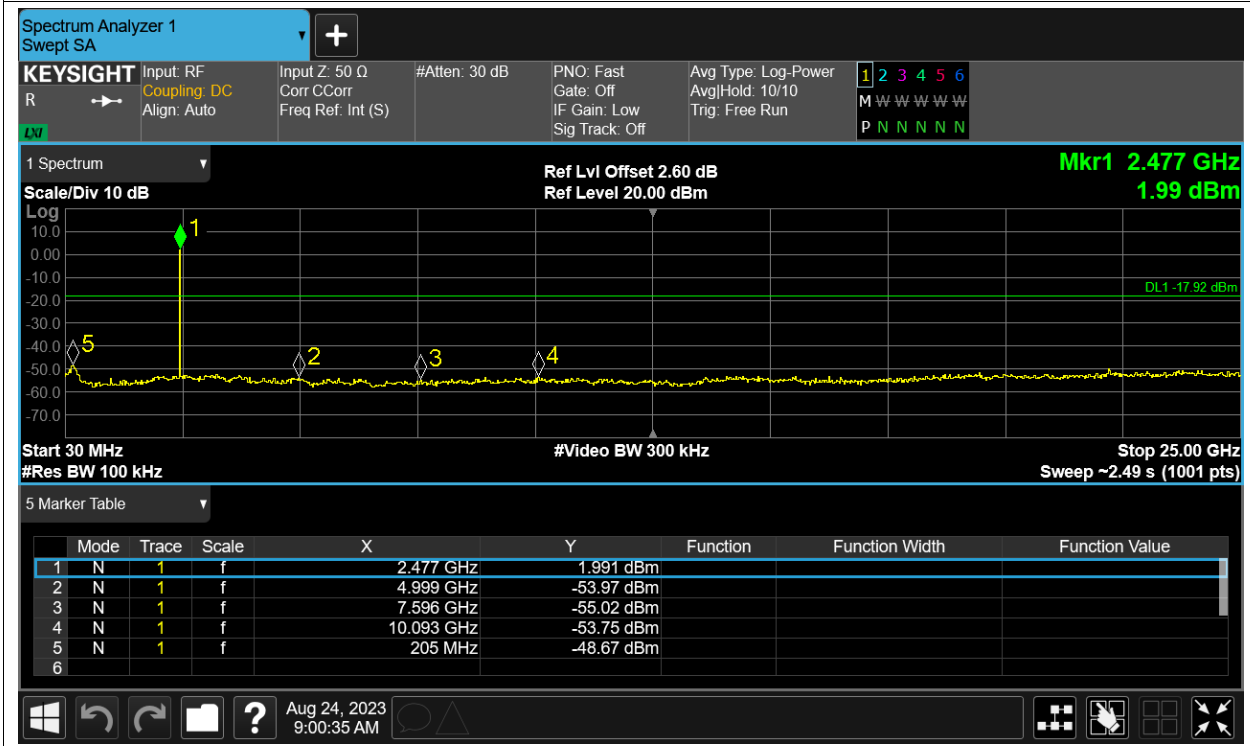 Spectrum Analyzer 1
Swept SA
KEYSIGHT
R
LXI
Input: RF
Coupling: DC
Align: Auto
Input Z: 50 Ω
Corr CCorr
Freq Ref: Int (S)
#Atten: 30 dB
PNO: Fast
Gate: Off
IF Gain: Low
Sig Track: Off
Avg Type: Log-Power
Avg|Hold: 10/10
Trig: Free Run
1 2 3 4 5 6
M W W W W W
P N N N N N
1 Spectrum
Scale/Div 10 dB
Ref Lvl Offset 2.60 dB
Ref Level 20.00 dBm
Mkr1 2.477 GHz
1.99 dBm
Log
10.0
0.00
-10.0
-20.0
-30.0
-40.0
-50.0
-60.0
-70.0
1
DL1 -17.92 dBm
5
2
3
4
Start 30 MHz
#Video BW 300 kHz
Stop 25.00 GHz
#Res BW 100 kHz
Sweep ~2.49 s (1001 pts)
5 Marker Table
Mode Trace Scale X Y Function Function Width Function Value
1 N 1 f 2.477 GHz 1.991 dBm
2 N 1 f 4.999 GHz -53.97 dBm
3 N 1 f 7.596 GHz -55.02 dBm
4 N 1 f 10.093 GHz -53.75 dBm
5 N 1 f 205 MHz -48.67 dBm
6
?
Aug 24, 2023
9:00:35 AM